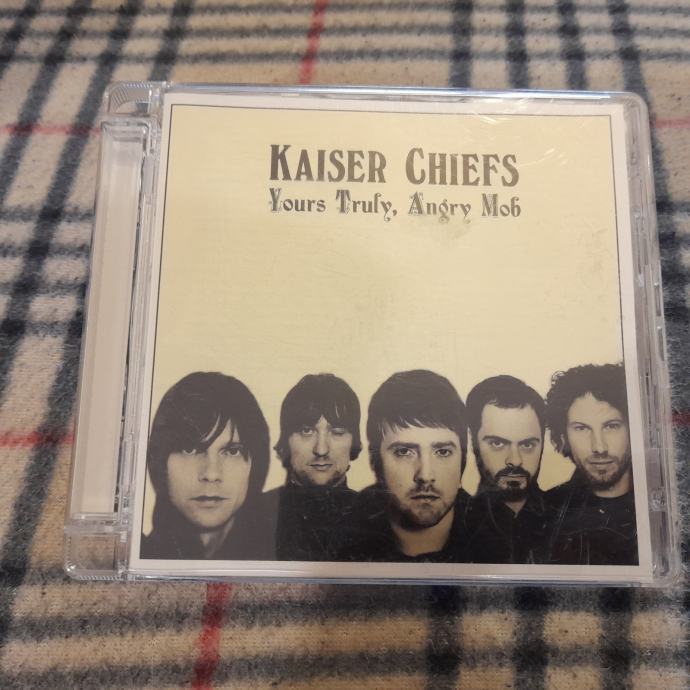 KAISER CHIEFS
Yours Truly, Angry Mob